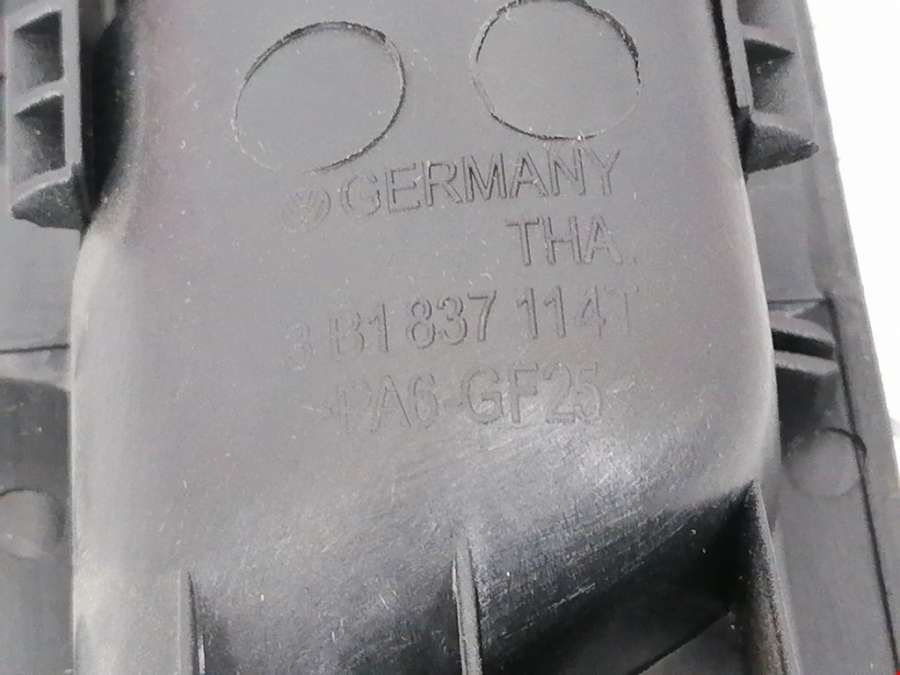 GERMANY
THA.
3B1 837 114T
>PA6-GF25<